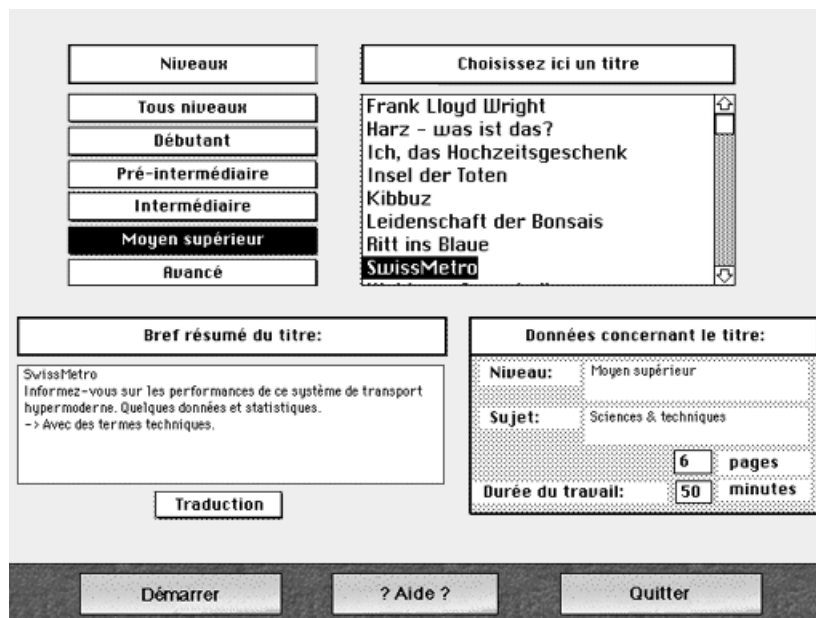 Niveaux
Tous niveaux
Débutant
Pré-intermédiaire
Intermédiaire
Moyen supérieur
Avancé
Choisissez ici un titre
Frank Lloyd Wright
Harz - was ist das?
Ich, das Hochzeitsgeschenk
Insel der Toten
Kibbuz
Leidenschaft der Bonsais
Ritt ins Blaue
SwissMetro
Bref résumé du titre:
SwissMetro
Informez-vous sur les performances de ce système de transport
hypermoderne. Quelques données et statistiques.
-> Avec des termes techniques.
Traduction
Données concernant le titre:
Niveau: Moyen supérieur
Sujet: Sciences & techniques
6 pages
Durée du travail: 50 minutes
Démarrer
? Aide ?
Quitter